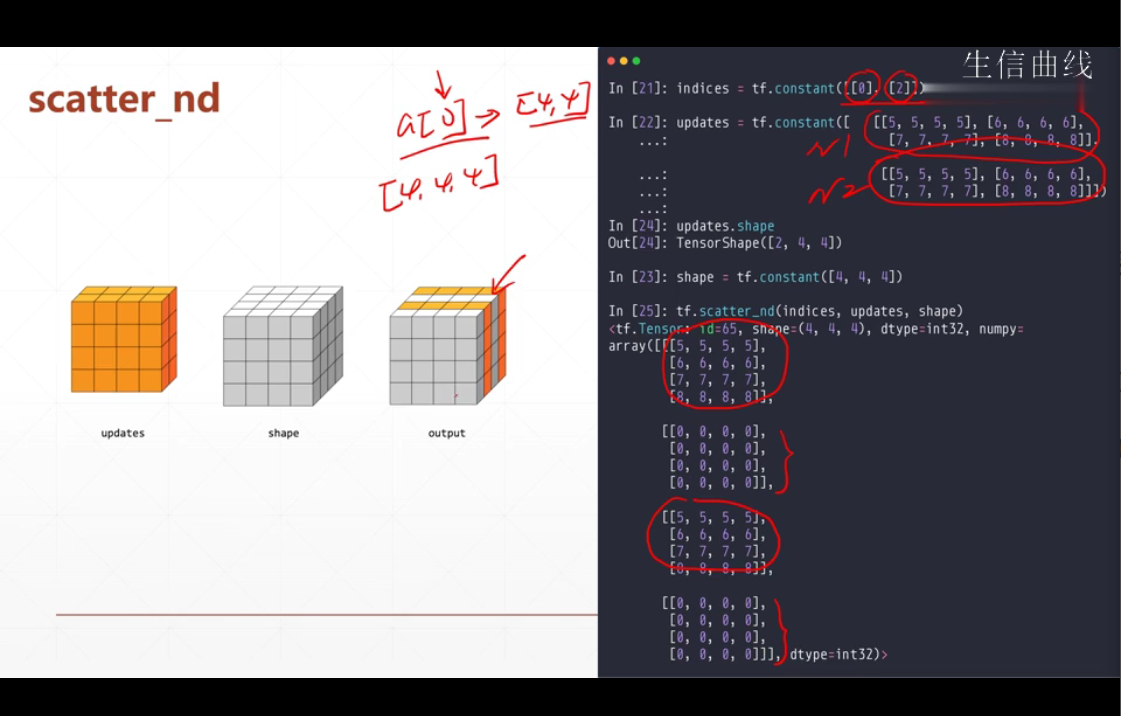 scatter_nd
a[0] → [4,4]
[4,4,4]
updates
shape
output
生信曲线
In [21]: indices = tf.constant([[0], [2]])
In [22]: updates = tf.constant([ [[5, 5, 5, 5], [6, 6, 6, 6],
...: [7, 7, 7, 7], [8, 8, 8, 8]],
N1
...: [[5, 5, 5, 5], [6, 6, 6, 6],
...: [7, 7, 7, 7], [8, 8, 8, 8]]])
N2
...:
In [24]: updates.shape
Out[24]: TensorShape([2, 4, 4])
In [23]: shape = tf.constant([4, 4, 4])
In [25]: tf.scatter_nd(indices, updates, shape)
<tf.Tensor: id=65, shape=(4, 4, 4), dtype=int32, numpy=
array([[[5, 5, 5, 5],
[6, 6, 6, 6],
[7, 7, 7, 7],
[8, 8, 8, 8]],
[[0, 0, 0, 0],
[0, 0, 0, 0],
[0, 0, 0, 0],
[0, 0, 0, 0]],
[[5, 5, 5, 5],
[6, 6, 6, 6],
[7, 7, 7, 7],
[8, 8, 8, 8]],
[[0, 0, 0, 0],
[0, 0, 0, 0],
[0, 0, 0, 0],
[0, 0, 0, 0]]], dtype=int32)>